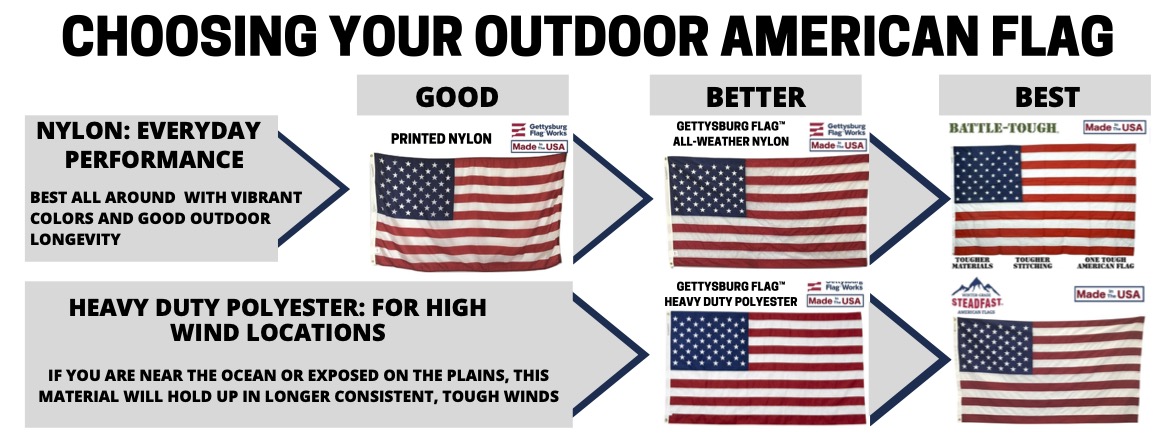 CHOOSING YOUR OUTDOOR AMERICAN FLAG
GOOD
BETTER
BEST
NYLON: EVERYDAY
PERFORMANCE
BEST ALL AROUND WITH VIBRANT
COLORS AND GOOD OUTDOOR
LONGEVITY
PRINTED NYLON
Gettysburg
Flag Works
Made In The USA
GETTYSBURG FLAG™
ALL-WEATHER NYLON
Gettysburg
Flag Works
Made In The USA
BATTLE-TOUGH
Made In The USA
TOUGHER
MATERIALS
TOUGHER
STITCHING
ONE TOUGH
AMERICAN FLAG
HEAVY DUTY POLYESTER: FOR HIGH
WIND LOCATIONS
IF YOU ARE NEAR THE OCEAN OR EXPOSED ON THE PLAINS, THIS
MATERIAL WILL HOLD UP IN LONGER CONSISTENT, TOUGH WINDS
GETTYSBURG FLAG™
HEAVY DUTY POLYESTER
Gettysburg
Flag Works
Made In The USA
STEADFAST
AMERICAN FLAGS
Made In The USA